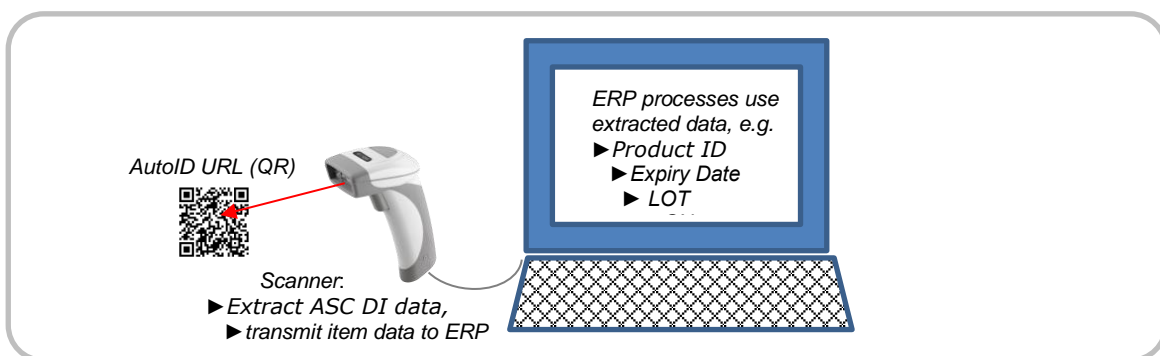 AutoID URL (QR)
Scanner:
►Extract ASC DI data,
►transmit item data to ERP
ERP processes use
extracted data, e.g.
►Product ID
►Expiry Date
► LOT